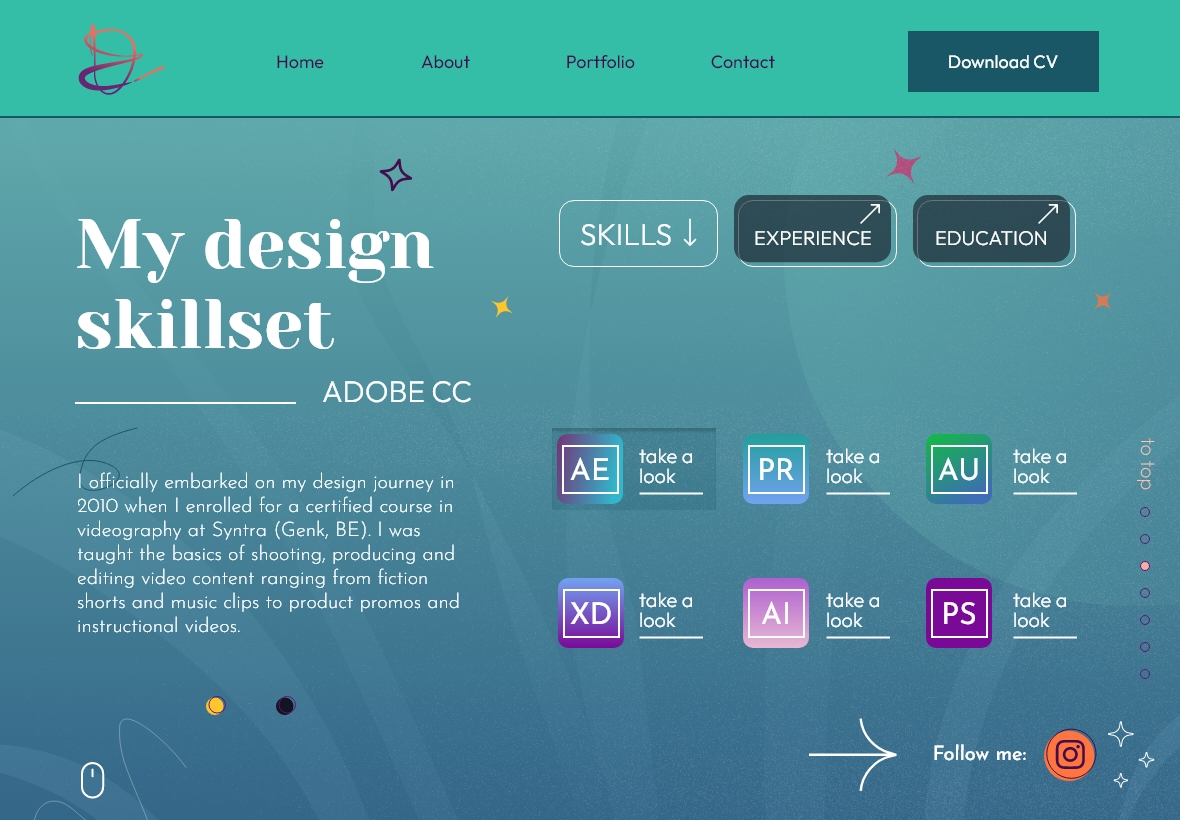 Home
About
Portfolio
Contact
Download CV
My design
skillset
ADOBE CC
I officially embarked on my design journey in
2010 when I enrolled for a certified course in
videography at Syntra (Genk, BE). I was
taught the basics of shooting, producing and
editing video content ranging from fiction
shorts and music clips to product promos and
instructional videos.
SKILLS
EXPERIENCE
EDUCATION
AE
take a
look
PR
take a
look
AU
take a
look
XD
take a
look
AI
take a
look
PS
take a
look
to top
Follow me: